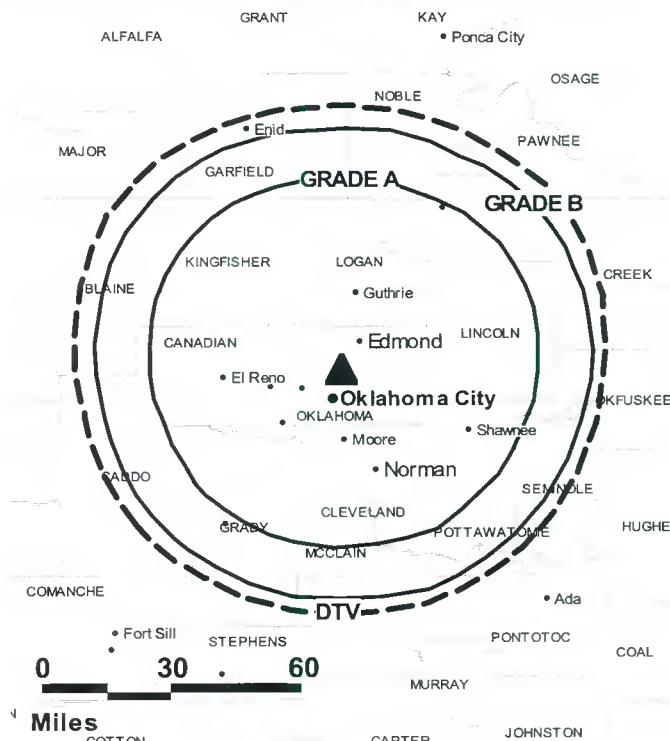 GRANT KAY
ALFALFA • Ponca City
OSAGE
NOBLE
• Enid
PAWNEE
MAJOR
GARFIELD
GRADE A
GRADE B
KINGFISHER LOGAN
CREEK
BLAINE
• Guthrie
LINCOLN
CANADIAN • Edmond
• El Reno
• Oklahoma City
OKFUSKEE
OKLAHOMA
• Shawnee
• Moore
• Norman
CADDO
SEMINOLE
CLEVELAND
GRADY HUGHE
POTTAWATOMIE
MCCLAIN
COMANCHE
• Ada
DTV
• Fort Sill
STEPHENS PONTOTOC
COAL
0 30 60
MURRAY
Miles
COTTON CARTER JOHNSTON